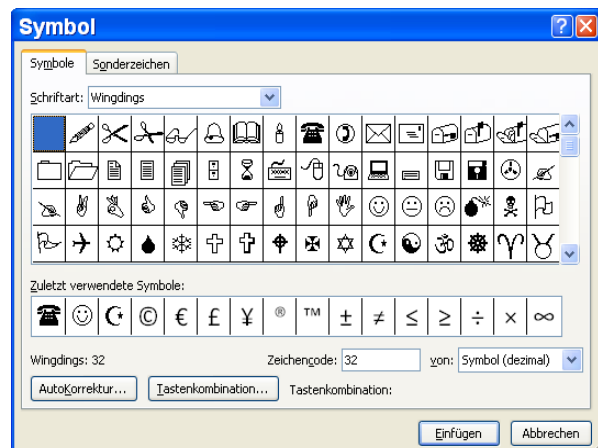 Symbol
Symbole Sonderzeichen
Schriftart: Wingdings
Zuletzt verwendete Symbole:
© € £ ¥ ® ™ ± ≠ ≤ ≥ ÷ × ∞
Wingdings: 32 Zeichencode: 32 von: Symbol (dezimal)
AutoKorrektur... Tastenkombination... Tastenkombination:
Einfügen Abbrechen